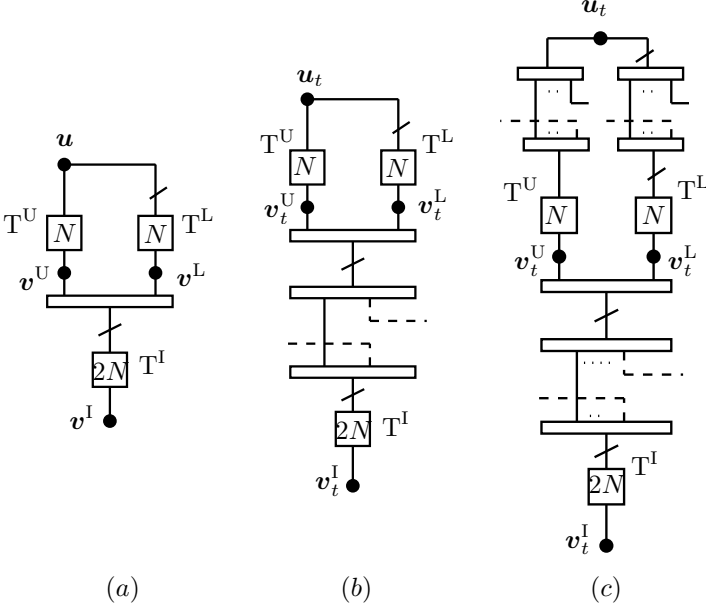 u
T^U N N T^L
v^U v^L
2N T^I
v^I
(a)
u_t
T^U N N T^L
v_t^U v_t^L
2N T^I
v_t^I
(b)
u_t
T^U N N T^L
v_t^U v_t^L
2N T^I
v_t^I
(c)